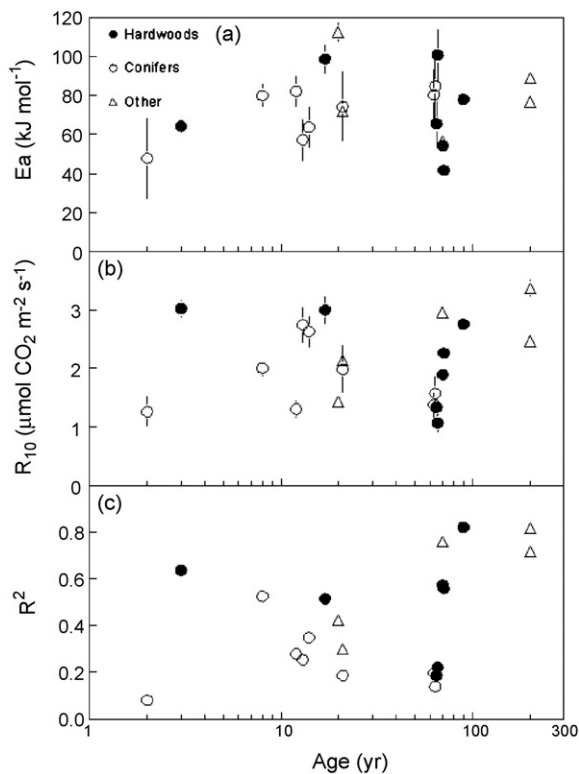 140
120
100
80
60
40
20
0
Ea (kJ mol⁻¹)
Hardwoods
Conifers
Other
(a)
3
2
1
0
R₁₀ (μmol CO₂ m⁻² s⁻¹)
(b)
0.8
0.6
0.4
0.2
0.0
R²
(c)
1 10 100 300
Age (yr)